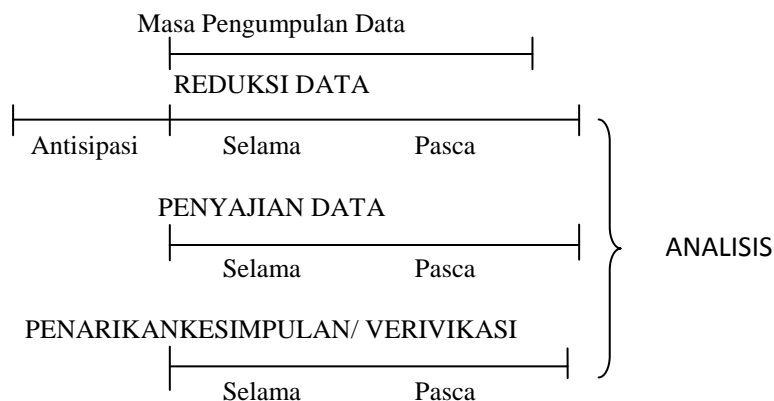 Masa Pengumpulan Data
REDUKSI DATA
Antisipasi Selama Pasca
PENYAJIAN DATA
Selama Pasca
ANALISIS
PENARIKANKESIMPULAN/ VERIVIKASI
Selama Pasca